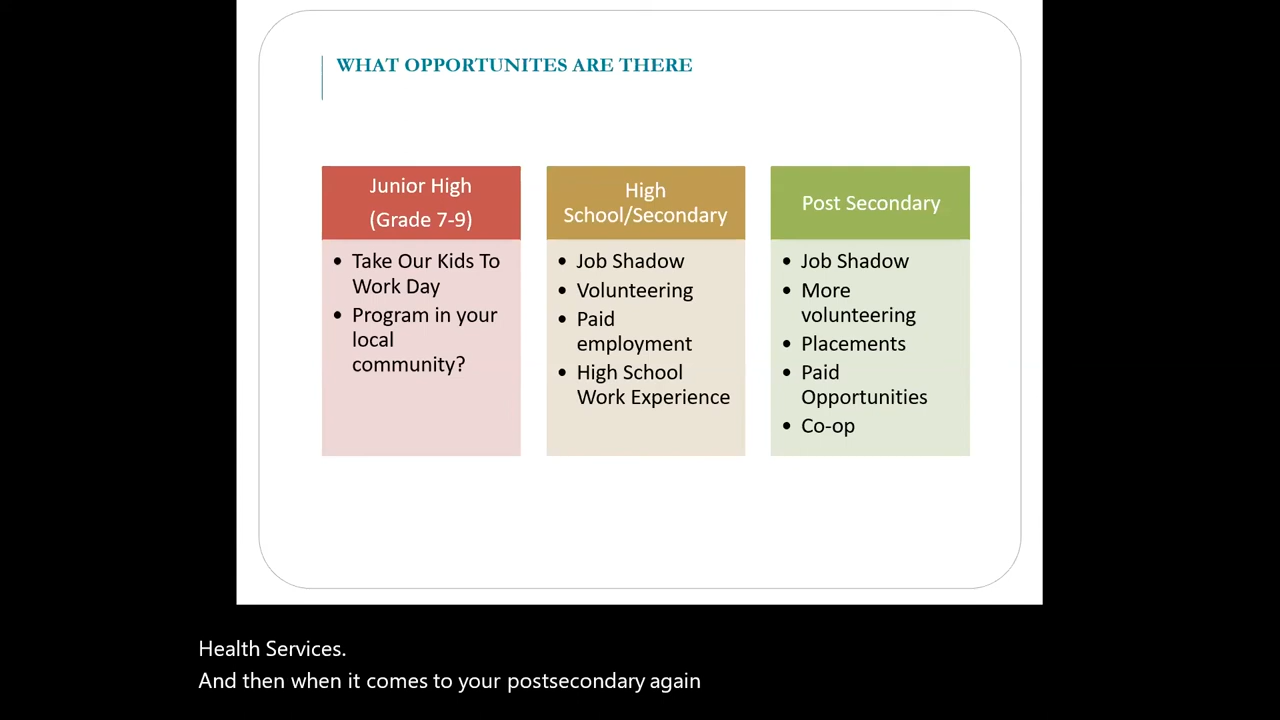 WHAT OPPORTUNITES ARE THERE
Junior High
(Grade 7-9)
• Take Our Kids To
Work Day
• Program in your
local
community?
High
School/Secondary
• Job Shadow
• Volunteering
• Paid
employment
• High School
Work Experience
Post Secondary
• Job Shadow
• More
volunteering
• Placements
• Paid
Opportunities
• Co-op
Health Services.
And then when it comes to your postsecondary again